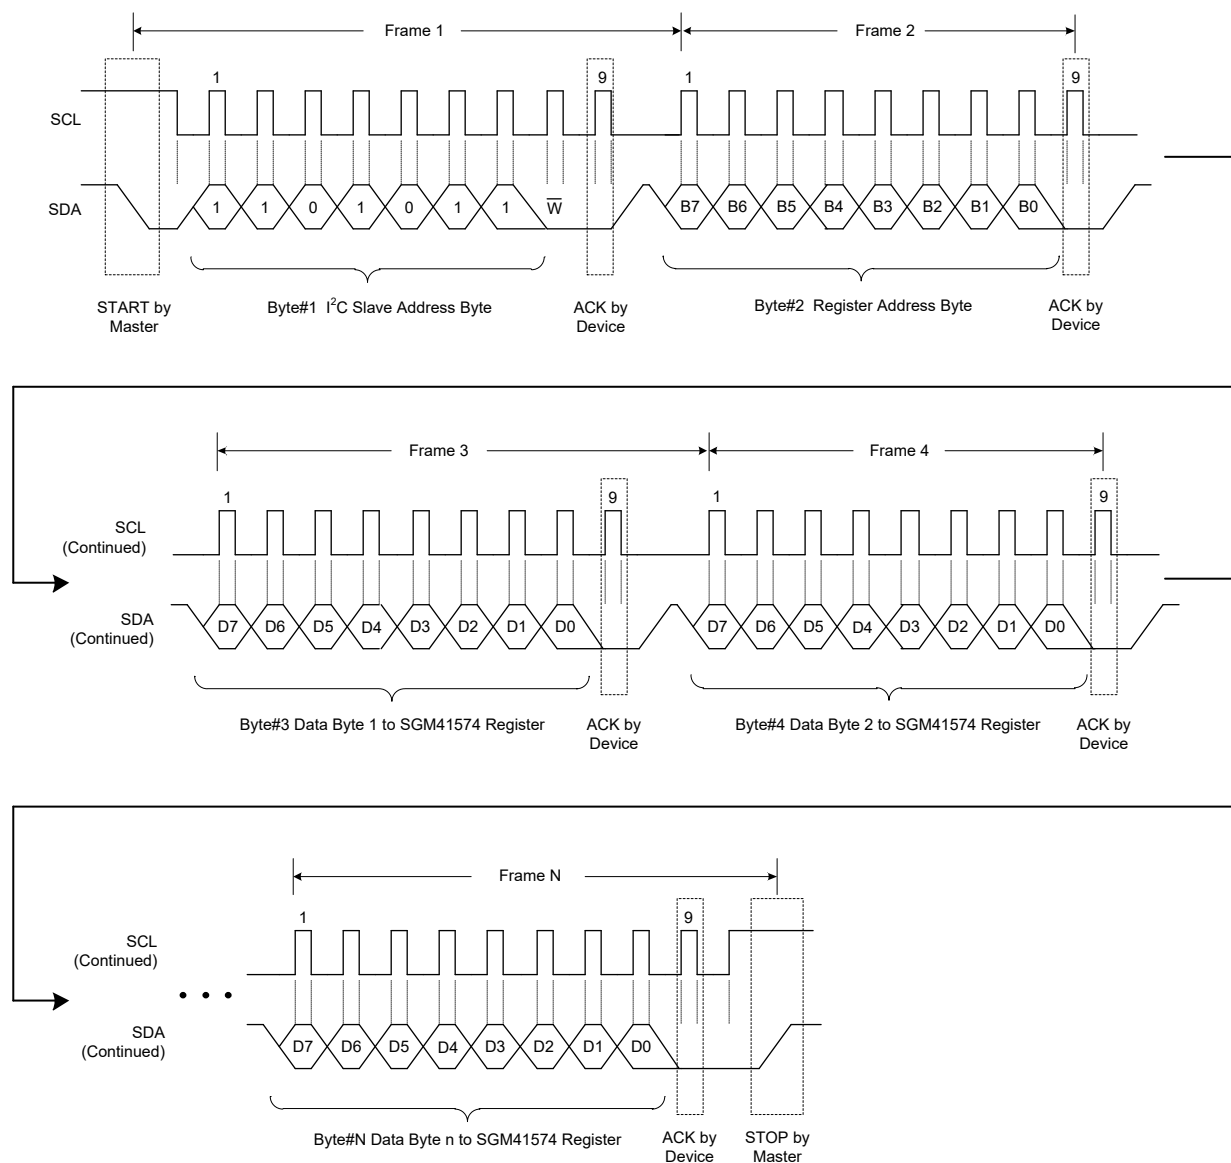 Frame 1
Frame 2
1 9 1 9
SCL
SDA
1 1 0 1 0 1 1 W̅
B7 B6 B5 B4 B3 B2 B1 B0
START by
Master
Byte#1 I²C Slave Address Byte
ACK by
Device
Byte#2 Register Address Byte
ACK by
Device
Frame 3
Frame 4
1 9 1 9
SCL
(Continued)
SDA
(Continued)
D7 D6 D5 D4 D3 D2 D1 D0
D7 D6 D5 D4 D3 D2 D1 D0
Byte#3 Data Byte 1 to SGM41574 Register
ACK by
Device
Byte#4 Data Byte 2 to SGM41574 Register
ACK by
Device
Frame N
1 9
SCL
(Continued)
• • •
SDA
(Continued)
D7 D6 D5 D4 D3 D2 D1 D0
Byte#N Data Byte n to SGM41574 Register
ACK by
Device
STOP by
Master